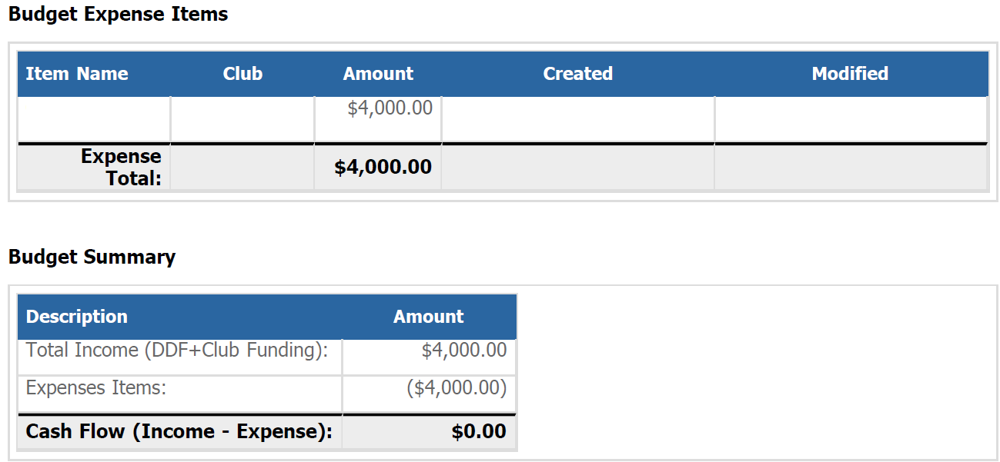 Budget Expense Items
Item Name Club Amount Created Modified
$4,000.00
Expense
Total:
$4,000.00
Budget Summary
Description Amount
Total Income (DDF+Club Funding): $4,000.00
Expenses Items: ($4,000.00)
Cash Flow (Income - Expense): $0.00